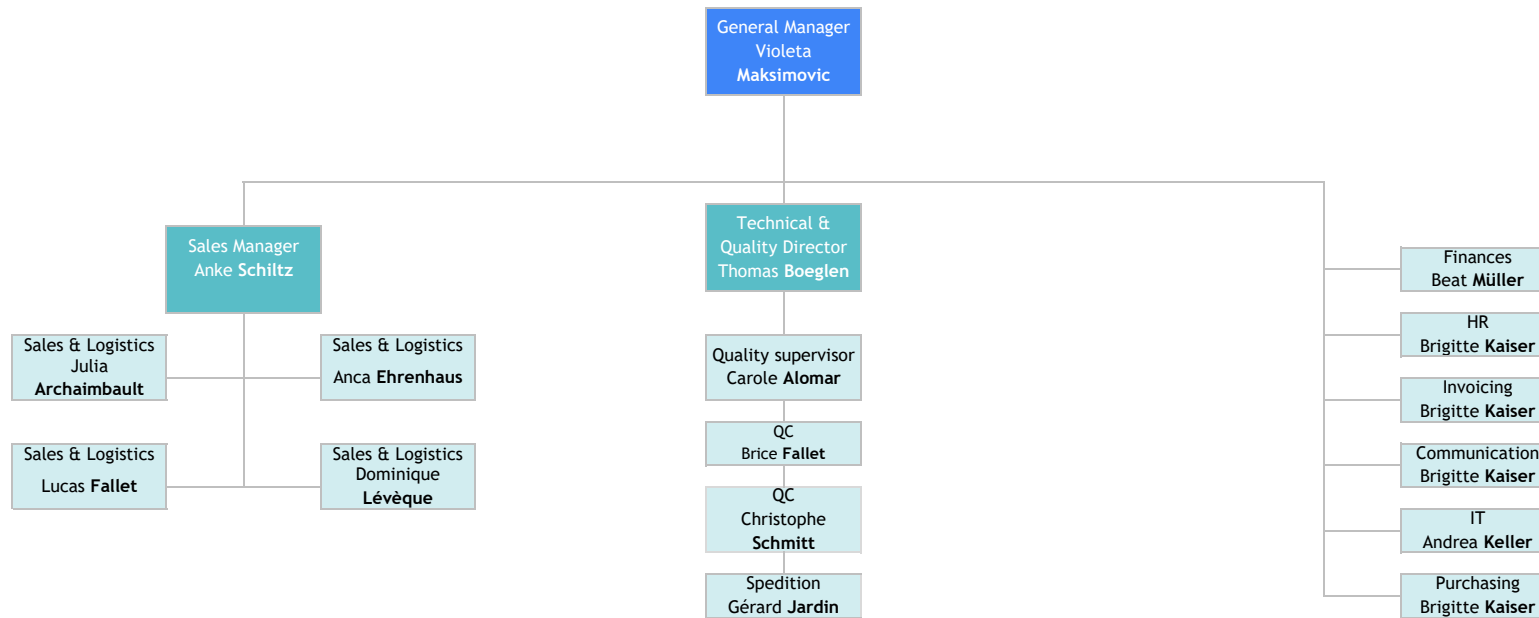 General Manager
Violeta
Maksimovic
Sales Manager
Anke Schiltz
Technical &
Quality Director
Thomas Boeglen
Sales & Logistics
Julia
Archaimbault
Sales & Logistics
Anca Ehrenhaus
Sales & Logistics
Lucas Fallet
Sales & Logistics
Dominique
Lévèque
Quality supervisor
Carole Alomar
QC
Brice Fallet
QC
Christophe
Schmitt
Spedition
Gérard Jardin
Finances
Beat Müller
HR
Brigitte Kaiser
Invoicing
Brigitte Kaiser
Communication
Brigitte Kaiser
IT
Andrea Keller
Purchasing
Brigitte Kaiser